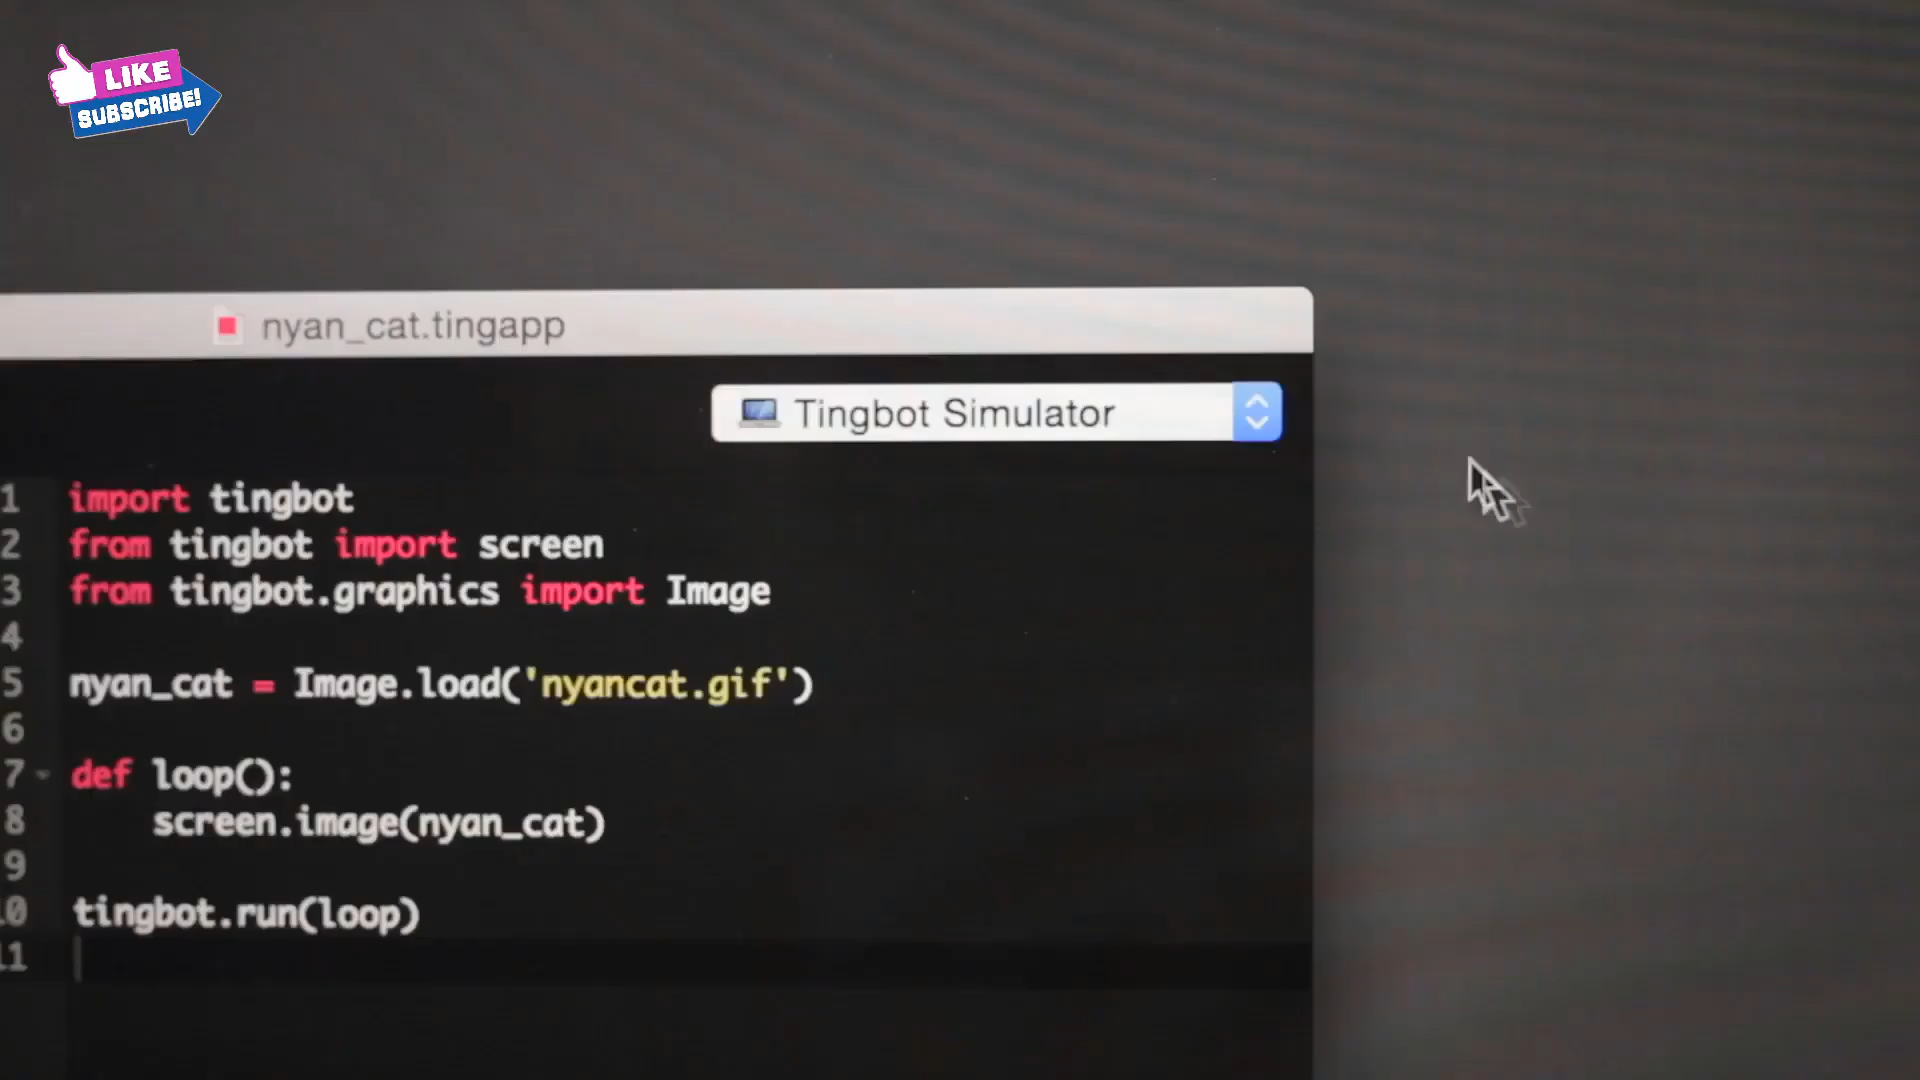 LIKE
SUBSCRIBE!
nyan_cat.tingapp
Tingbot Simulator
1 import tingbot
2 from tingbot import screen
3 from tingbot.graphics import Image
4
5 nyan_cat = Image.load('nyancat.gif')
6
7 def loop():
8 screen.image(nyan_cat)
9
10 tingbot.run(loop)
11